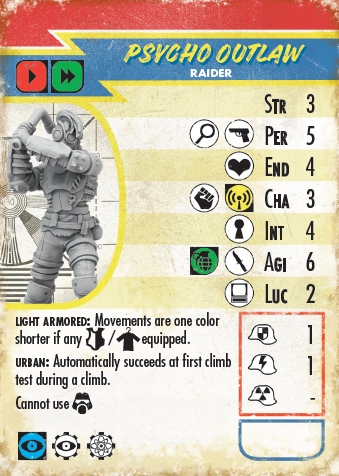 PSYCHO OUTLAW
RAIDER
STR 3
PER 5
END 4
CHA 3
INT 4
AGI 6
LUC 2
LIGHT ARMORED: Movements are one color
shorter if any / equipped.
URBAN: Automatically succeeds at first climb
test during a climb.
Cannot use
1
1
-